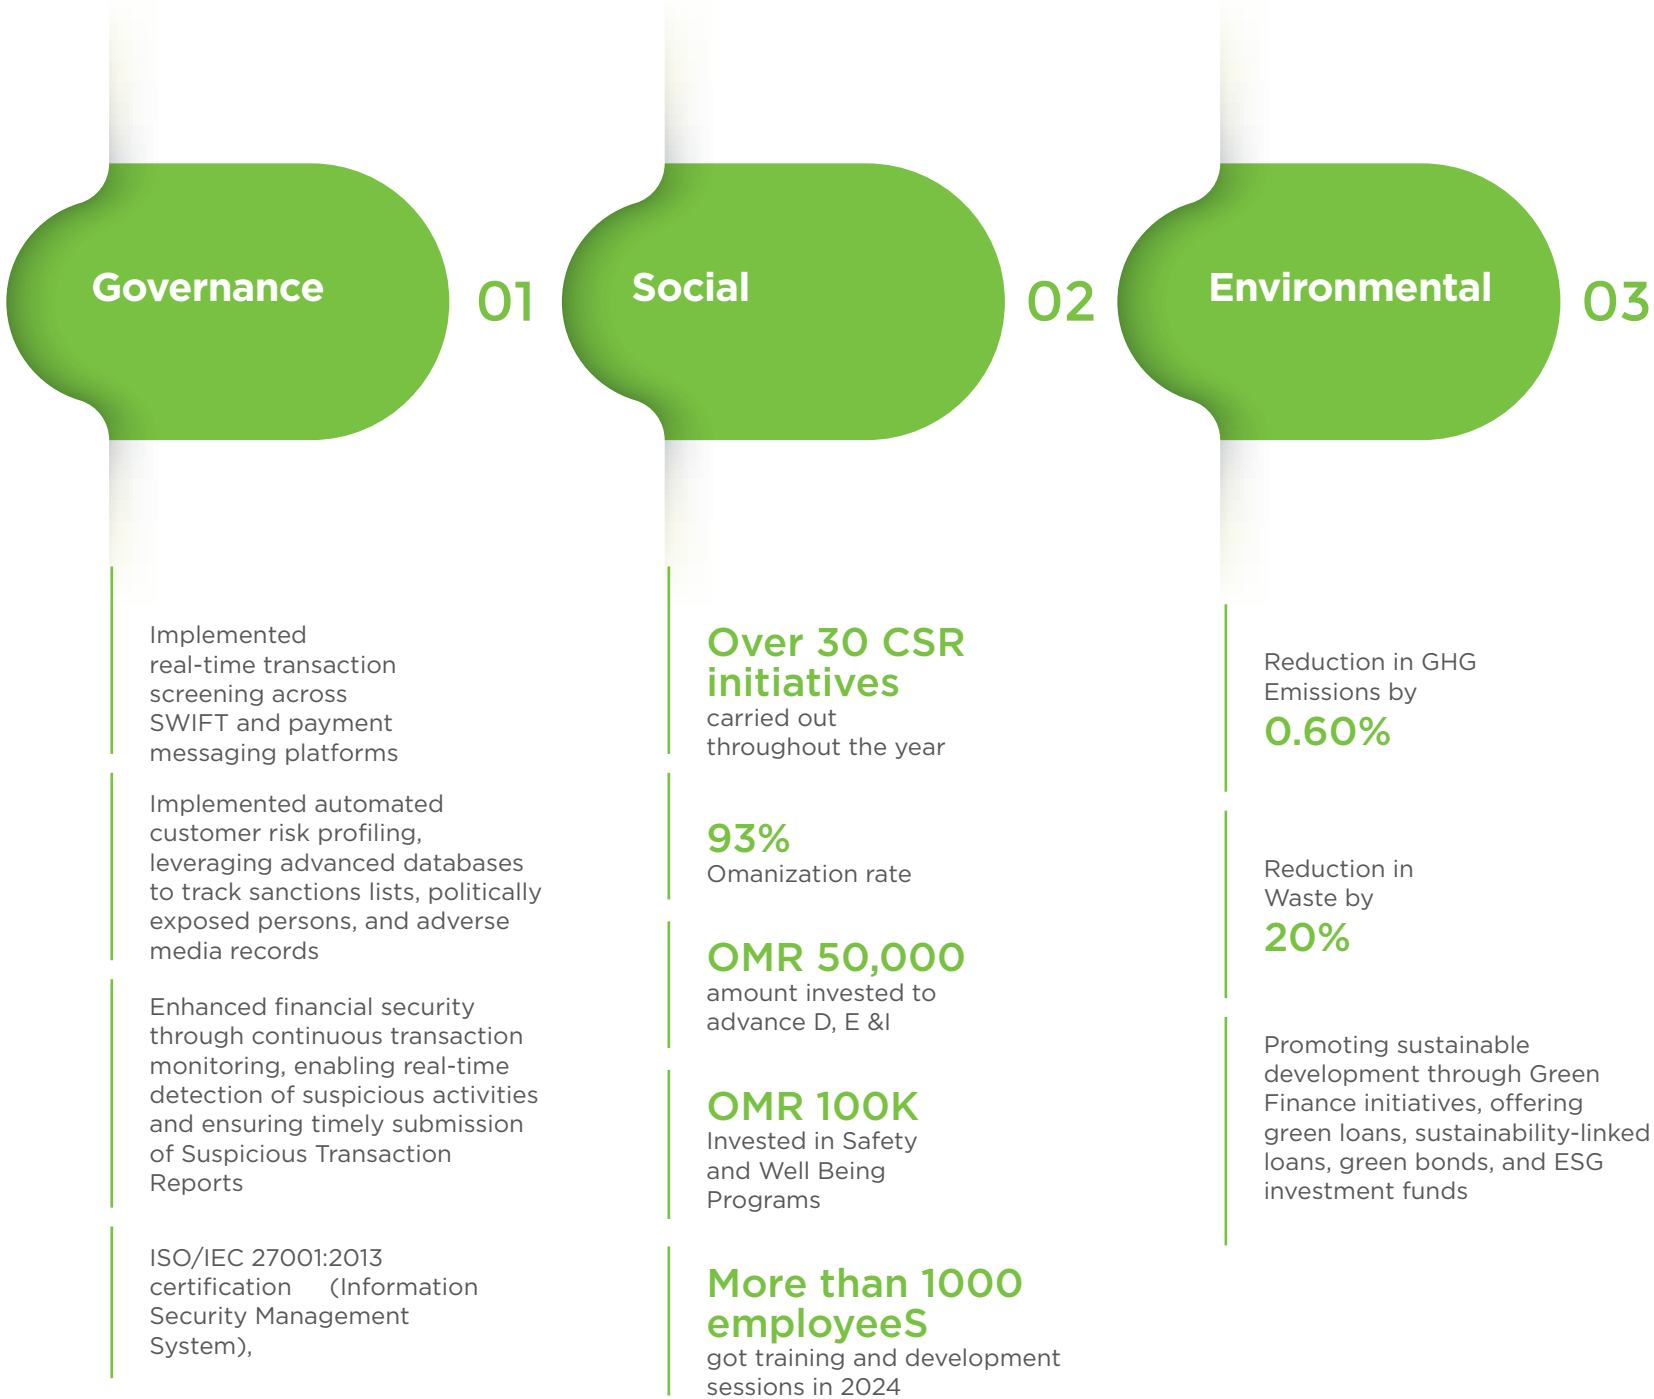 Governance
01
Implemented
real-time transaction
screening across
SWIFT and payment
messaging platforms
Implemented automated
customer risk profiling,
leveraging advanced databases
to track sanctions lists, politically
exposed persons, and adverse
media records
Enhanced financial security
through continuous transaction
monitoring, enabling real-time
detection of suspicious activities
and ensuring timely submission
of Suspicious Transaction
Reports
ISO/IEC 27001:2013
certification (Information
Security Management
System),
Social
02
Over 30 CSR
initiatives
carried out
throughout the year
93%
Omanization rate
OMR 50,000
amount invested to
advance D, E &I
OMR 100K
Invested in Safety
and Well Being
Programs
More than 1000
employeeS
got training and development
sessions in 2024
Environmental
03
Reduction in GHG
Emissions by
0.60%
Reduction in
Waste by
20%
Promoting sustainable
development through Green
Finance initiatives, offering
green loans, sustainability-linked
loans, green bonds, and ESG
investment funds